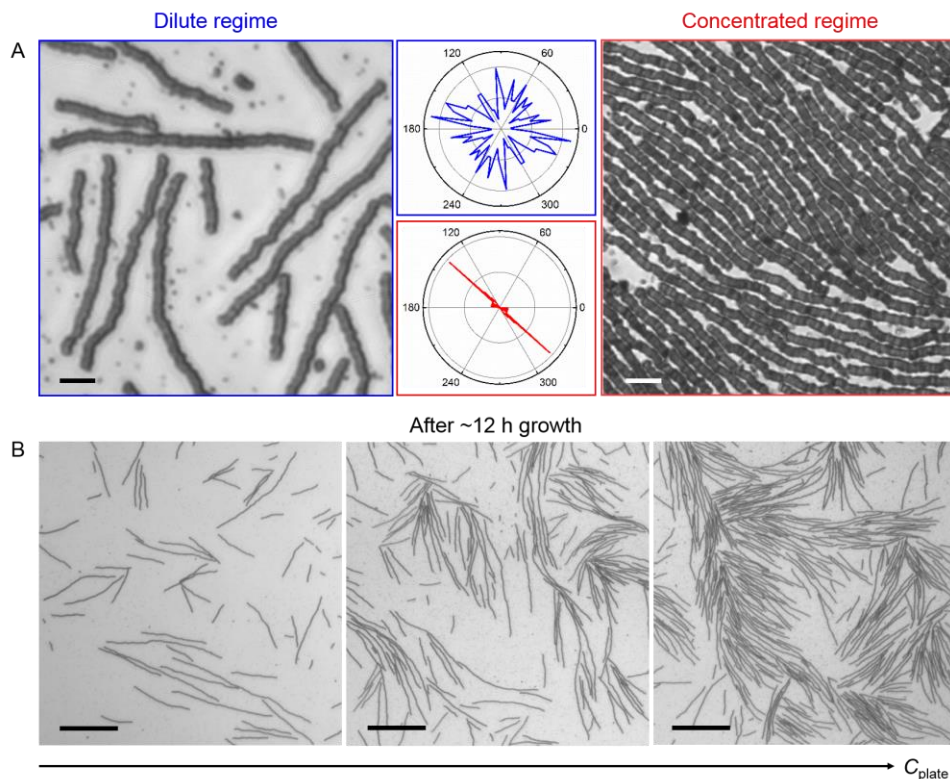 Dilute regime
Concentrated regime
A
120
60
180
0
240
300
120
60
180
0
240
300
After ~12 h growth
B
C_plate